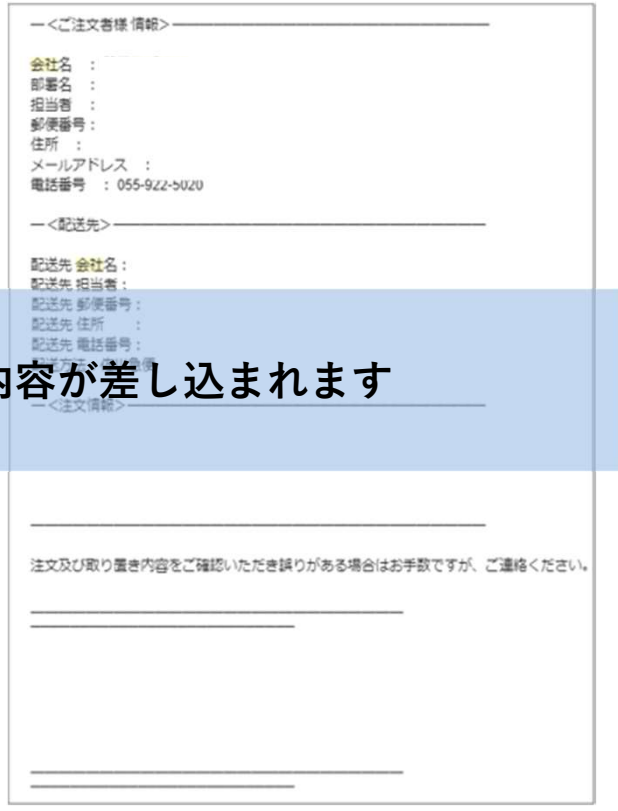 ー<ご注文者様 情報>
会社名 :
部署名 :
担当者 :
郵便番号 :
住所 :
メールアドレス :
電話番号 : 055-922-5020
ー<配送先>
配送先 会社名 :
配送先 担当者 :
配送先 郵便番号 :
配送先 住所 :
配送先 電話番号 :
内容が差し込まれます
ー<注文情報>
注文及び取り置き内容をご確認いただき誤りがある場合はお手数ですが、ご連絡ください。